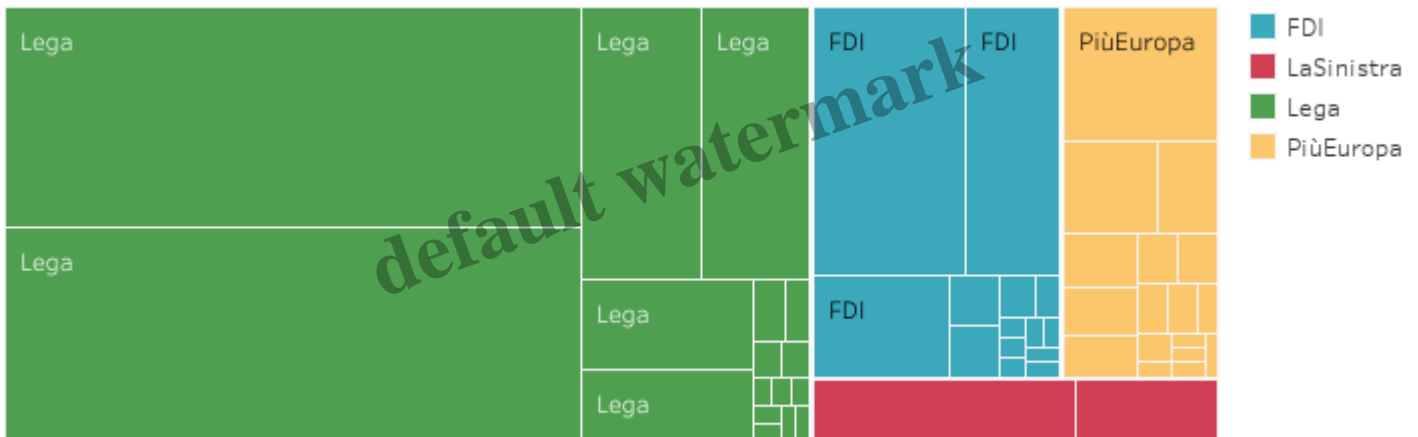 Lega
Lega
Lega
FDI
FDI
PiùEuropa
Lega
Lega
FDI
Lega
default watermark
FDI
LaSinistra
Lega
PiùEuropa